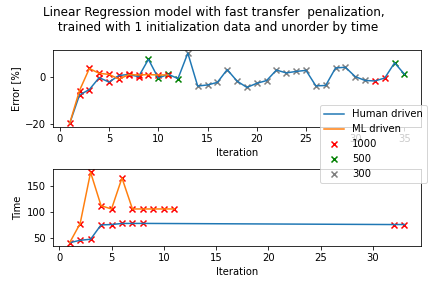 Linear Regression model with fast transfer penalization,
trained with 1 initialization data and unorder by time
Error [%]
0
−20
0 5 10 15 20 25 30 35
Iteration
Human driven
ML driven
1000
500
300
Time
150
100
50
0 5 10 15 20 25 30
Iteration